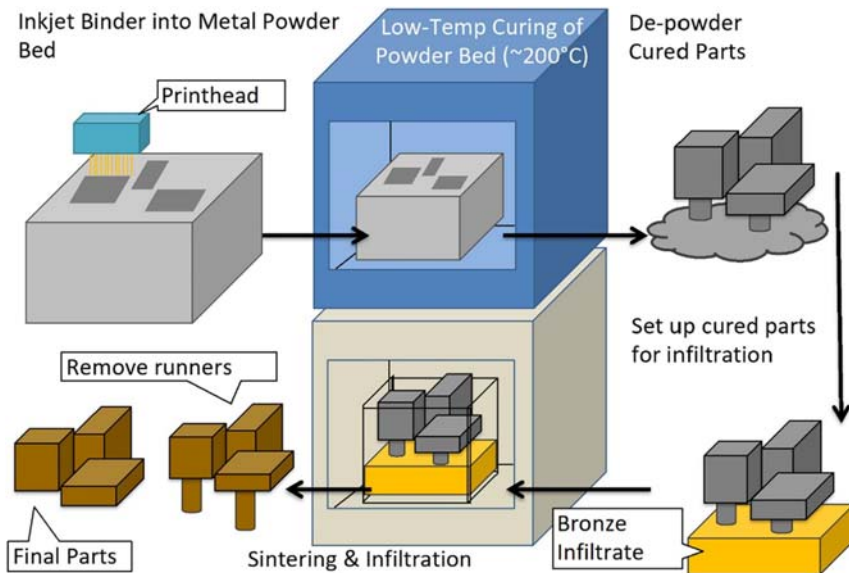 Inkjet Binder into Metal Powder
Bed
Printhead
Low-Temp Curing of
Powder Bed (~200°C)
De-powder
Cured Parts
Set up cured parts
for infiltration
Remove runners
Bronze
Infiltrate
Final Parts
Sintering & Infiltration